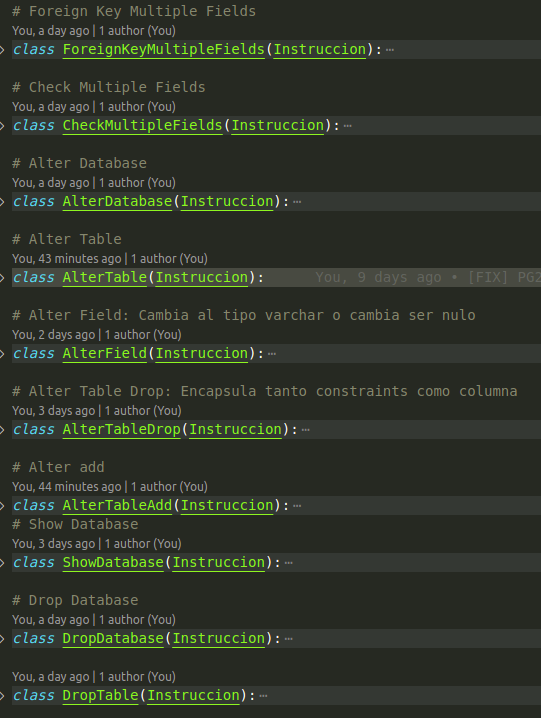 # Foreign Key Multiple Fields
You, a day ago | 1 author (You)
class ForeignKeyMultipleFields(Instruccion):⋯
# Check Multiple Fields
You, a day ago | 1 author (You)
class CheckMultipleFields(Instruccion):⋯
# Alter Database
You, a day ago | 1 author (You)
class AlterDatabase(Instruccion):⋯
# Alter Table
You, 43 minutes ago | 1 author (You)
class AlterTable(Instruccion): You, 9 days ago • [FIX] PG2
# Alter Field: Cambia al tipo varchar o cambia ser nulo
You, 2 days ago | 1 author (You)
class AlterField(Instruccion):⋯
# Alter Table Drop: Encapsula tanto constraints como columna
You, 3 days ago | 1 author (You)
class AlterTableDrop(Instruccion):⋯
# Alter add
You, 44 minutes ago | 1 author (You)
class AlterTableAdd(Instruccion):⋯
# Show Database
You, 3 days ago | 1 author (You)
class ShowDatabase(Instruccion):⋯
# Drop Database
You, a day ago | 1 author (You)
class DropDatabase(Instruccion):⋯
You, a day ago | 1 author (You)
class DropTable(Instruccion):⋯